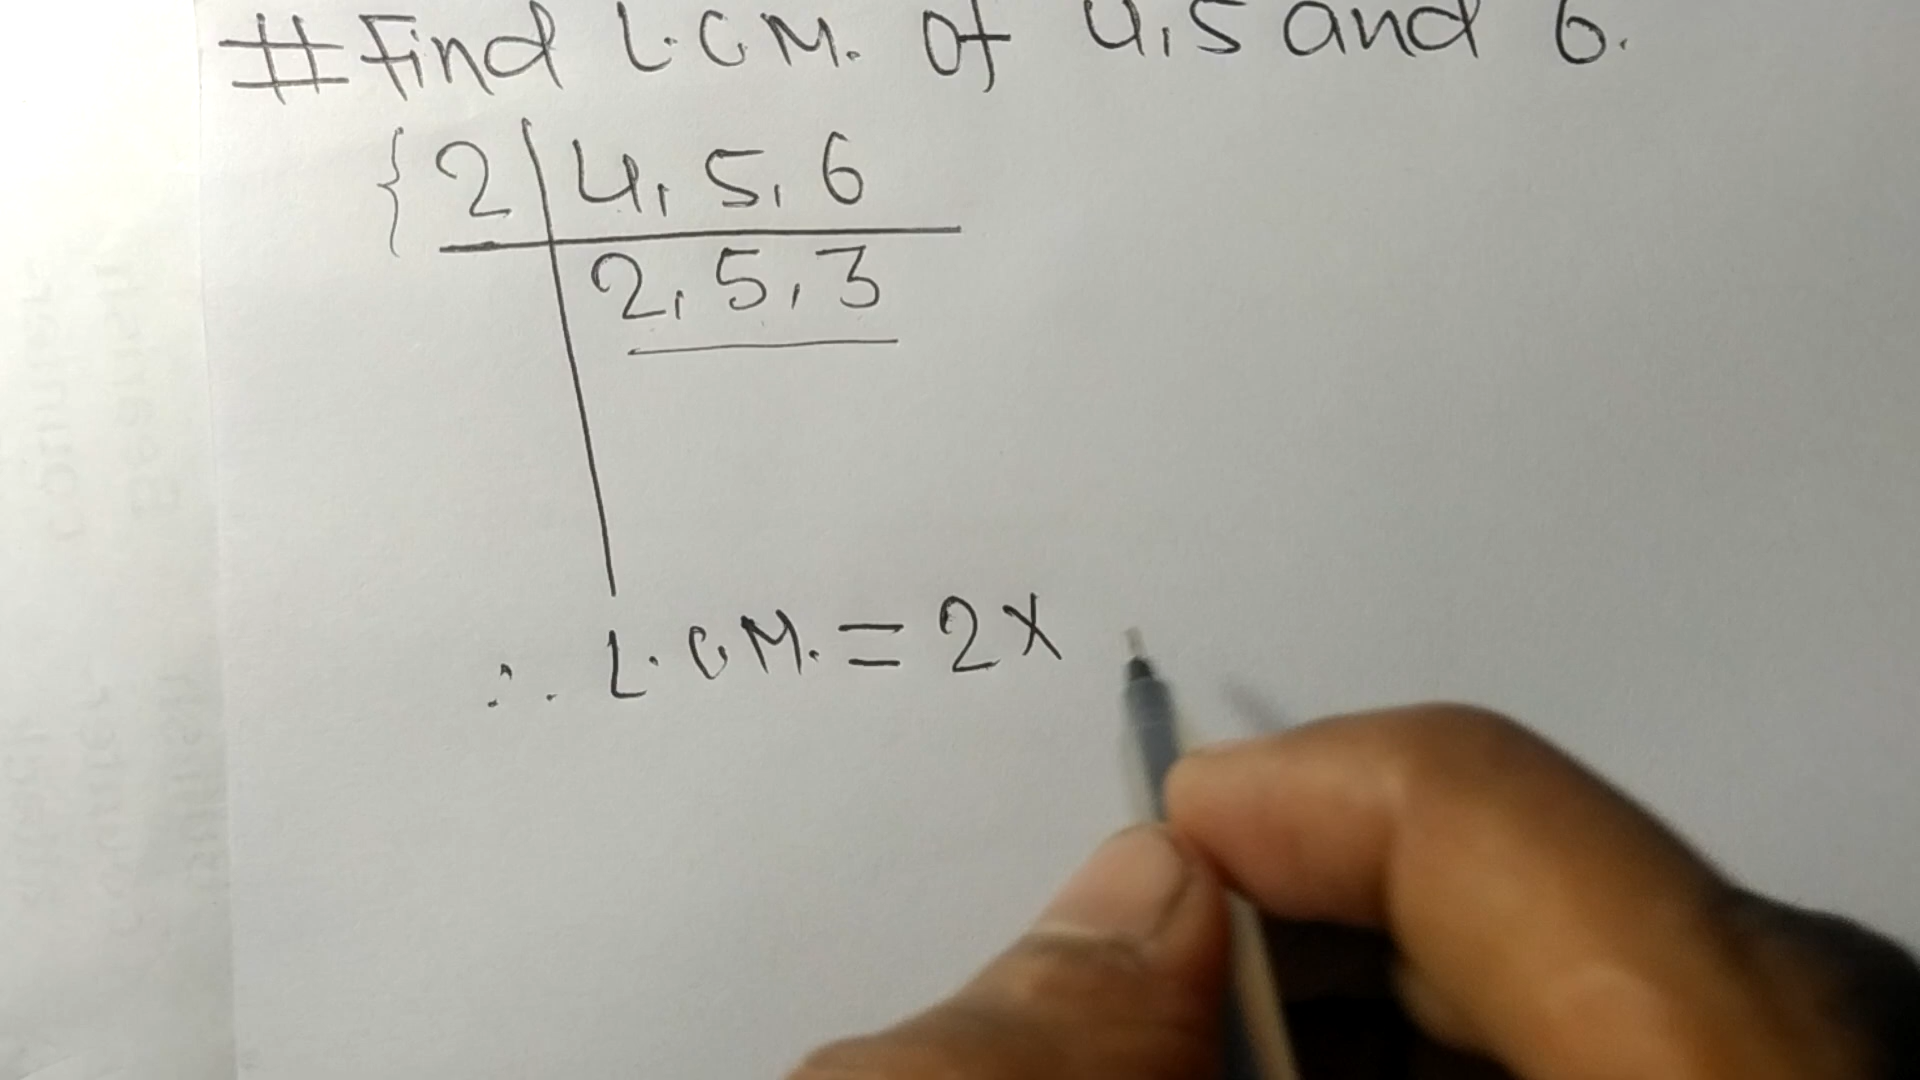 #Find L.C.M. of 4,5 and 6.
2 4, 5, 6
2, 5, 3
∴ L.C.M. = 2×